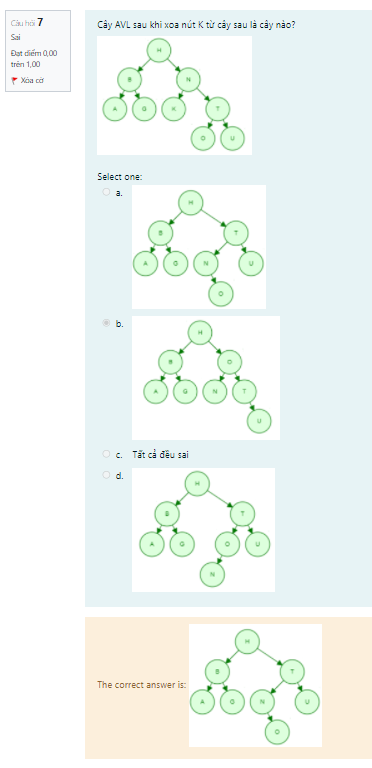 Câu hỏi 7
Sai
Đạt điểm 0,00
trên 1,00
Xóa cờ
Cây AVL sau khi xoa nút K từ cây sau là cây nào?
H
B N
A G K T
O U
Select one:
a.
H
B T
A G N U
O
b.
H
B O
A G N T
U
c. Tất cả đều sai
d.
H
B T
A G O U
N
The correct answer is:
H
B T
A G N U
O